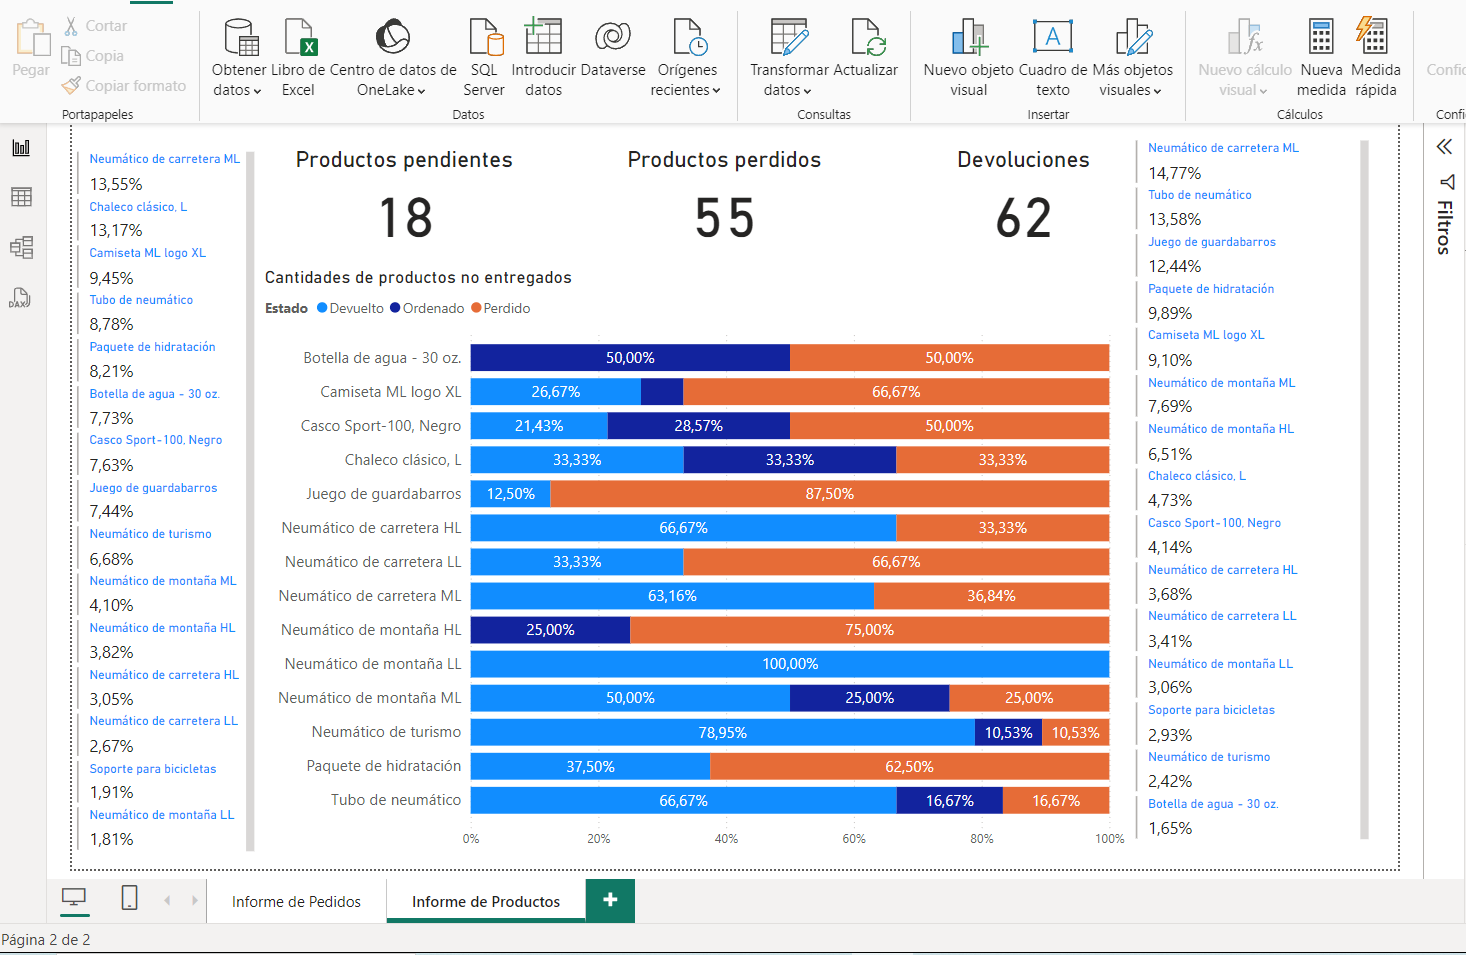 Pegar
Cortar
Copia
Copiar formato
Portapapeles
Obtener datos
Libro de Excel
Centro de datos de OneLake
SQL Server
Introducir datos
Dataverse
Orígenes recientes
Datos
Transformar datos
Actualizar
Consultas
Nuevo objeto visual
Cuadro de texto
A
Más objetos visuales
Insertar
Nuevo cálculo visual
Nueva medida
Medida rápida
Cálculos
Confi
Confi
DAX
Neumático de carretera ML
13,55%
Chaleco clásico, L
13,17%
Camiseta ML logo XL
9,45%
Tubo de neumático
8,78%
Paquete de hidratación
8,21%
Botella de agua - 30 oz.
7,73%
Casco Sport-100, Negro
7,63%
Juego de guardabarros
7,44%
Neumático de turismo
6,68%
Neumático de montaña ML
4,10%
Neumático de montaña HL
3,82%
Neumático de carretera HL
3,05%
Neumático de carretera LL
2,67%
Soporte para bicicletas
1,91%
Neumático de montaña LL
1,81%
Productos pendientes
18
Productos perdidos
55
Devoluciones
62
Cantidades de productos no entregados
Estado Devuelto Ordenado Perdido
Botella de agua - 30 oz. 50,00% 50,00%
Camiseta ML logo XL 26,67% 66,67%
Casco Sport-100, Negro 21,43% 28,57% 50,00%
Chaleco clásico, L 33,33% 33,33% 33,33%
Juego de guardabarros 12,50% 87,50%
Neumático de carretera HL 66,67% 33,33%
Neumático de carretera LL 33,33% 66,67%
Neumático de carretera ML 63,16% 36,84%
Neumático de montaña HL 25,00% 75,00%
Neumático de montaña LL 100,00%
Neumático de montaña ML 50,00% 25,00% 25,00%
Neumático de turismo 78,95% 10,53% 10,53%
Paquete de hidratación 37,50% 62,50%
Tubo de neumático 66,67% 16,67% 16,67%
0% 20% 40% 60% 80% 100%
Neumático de carretera ML
14,77%
Tubo de neumático
13,58%
Juego de guardabarros
12,44%
Paquete de hidratación
9,89%
Camiseta ML logo XL
9,10%
Neumático de montaña ML
7,69%
Neumático de montaña HL
6,51%
Chaleco clásico, L
4,73%
Casco Sport-100, Negro
4,14%
Neumático de carretera HL
3,68%
Neumático de carretera LL
3,41%
Neumático de montaña LL
3,06%
Soporte para bicicletas
2,93%
Neumático de turismo
2,42%
Botella de agua - 30 oz.
1,65%
Filtros
Informe de Pedidos
Informe de Productos
+
Página 2 de 2